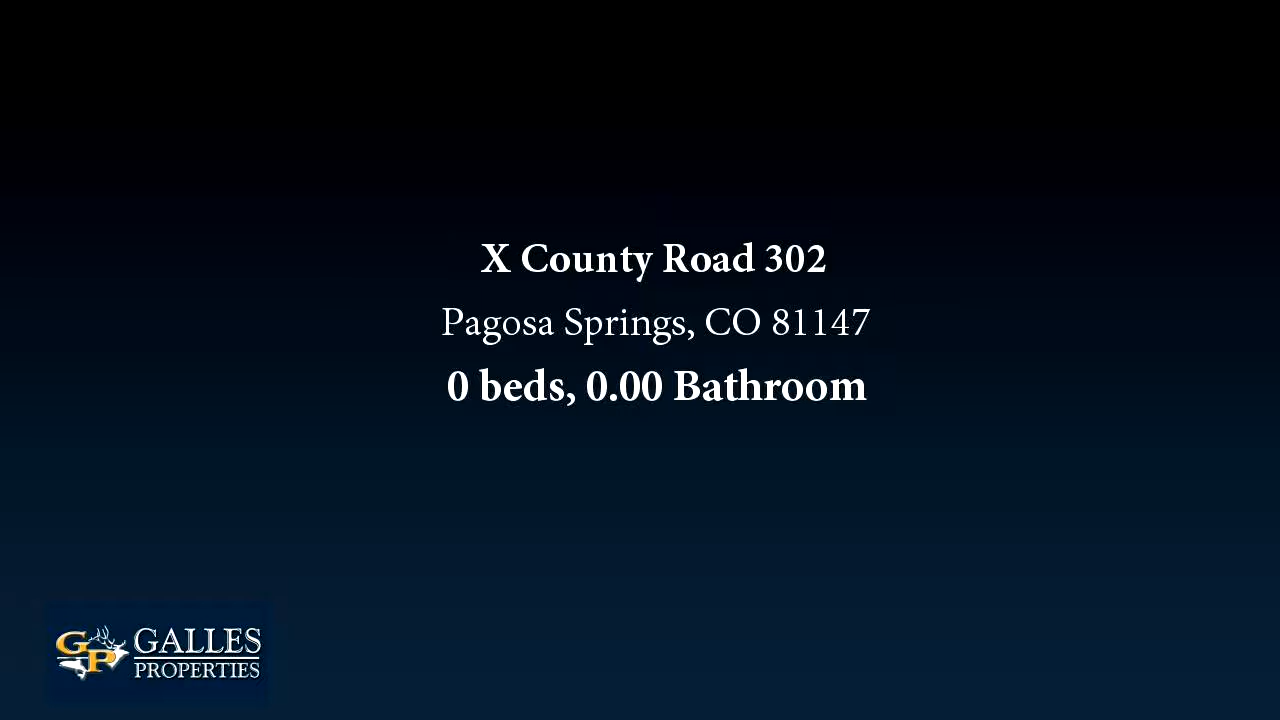 X County Road 302
Pagosa Springs, CO 81147
0 beds, 0.00 Bathroom
GP GALLES
PROPERTIES